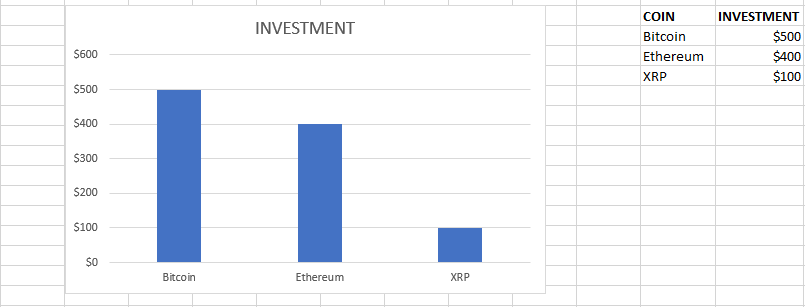 INVESTMENT
$600
$500
$400
$300
$200
$100
$0
Bitcoin Ethereum XRP
COIN INVESTMENT
Bitcoin $500
Ethereum $400
XRP $100